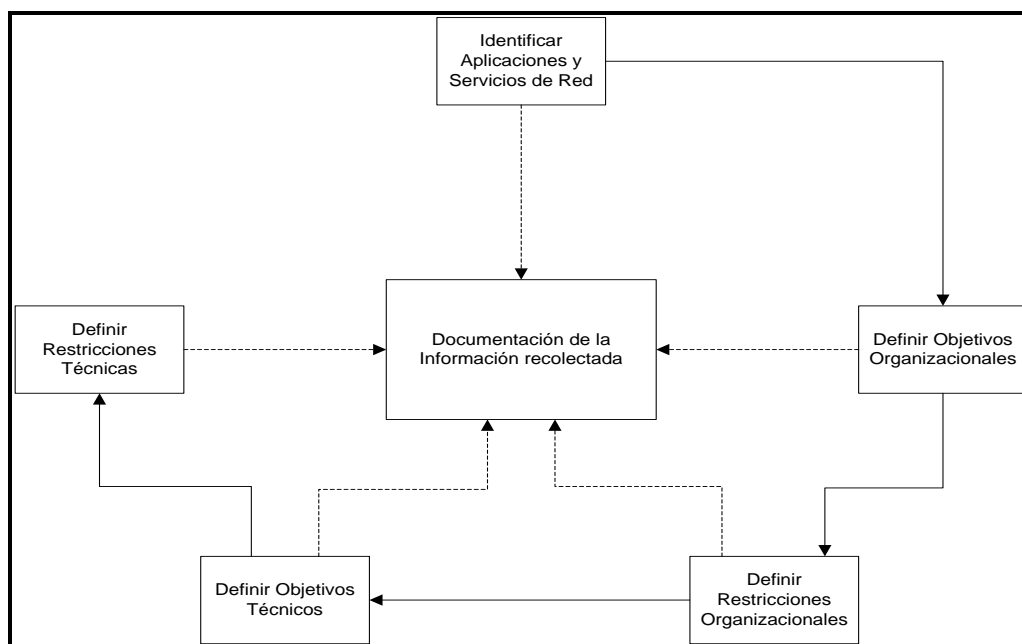 Identificar
Aplicaciones y
Servicios de Red
Definir
Restricciones
Técnicas
Documentación de la
Información recolectada
Definir Objetivos
Organizacionales
Definir Objetivos
Técnicos
Definir
Restricciones
Organizacionales